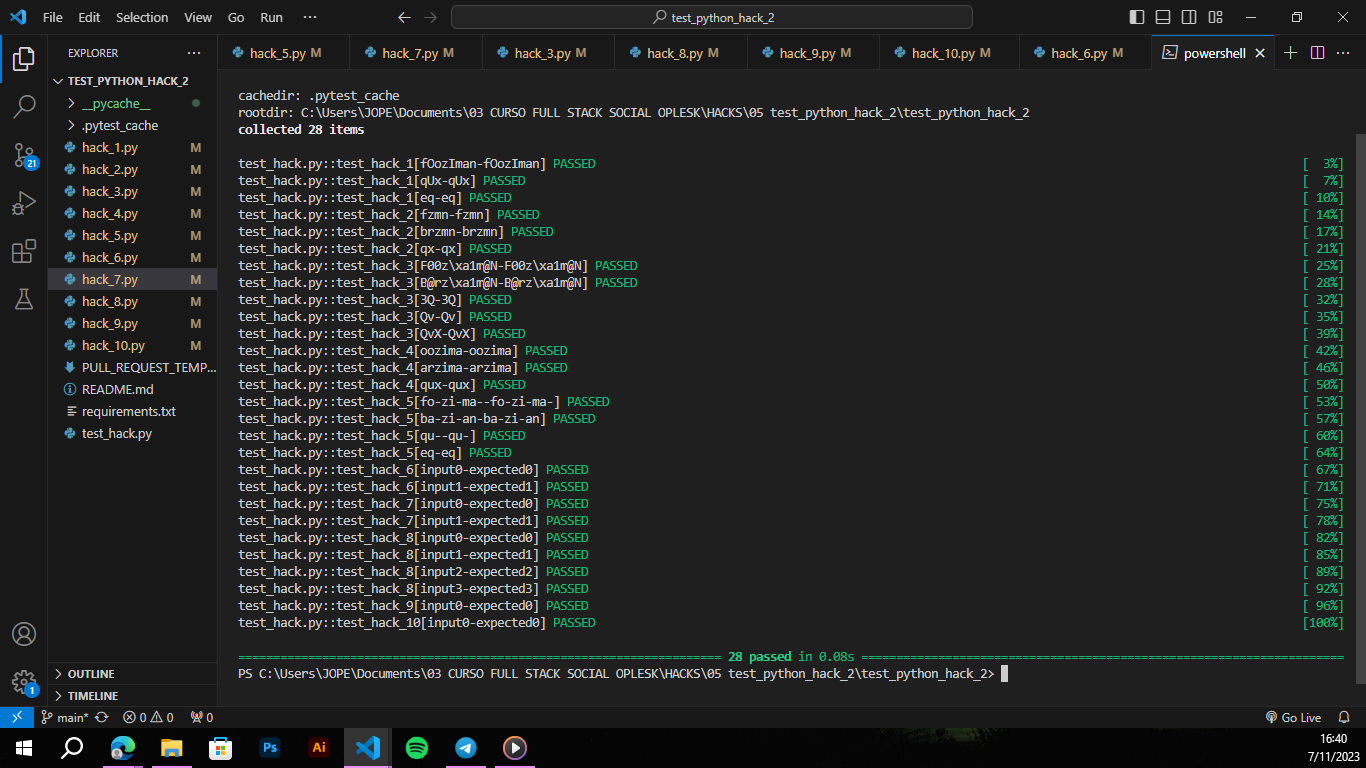 File Edit Selection View Go Run ··· test_python_hack_2
EXPLORER ···
hack_5.py M hack_7.py M hack_3.py M hack_8.py M hack_9.py M hack_10.py M hack_6.py M powershell
TEST_PYTHON_HACK_2
__pycache__
.pytest_cache
hack_1.py M
hack_2.py M
hack_3.py M
hack_4.py M
hack_5.py M
hack_6.py M
hack_7.py M
hack_8.py M
hack_9.py M
hack_10.py M
PULL_REQUEST_TEMP...
README.md
requirements.txt
test_hack.py
OUTLINE
TIMELINE
21
1
cachedir: .pytest_cache
rootdir: C:\Users\JOPE\Documents\03 CURSO FULL STACK SOCIAL OPLESK\HACKS\05 test_python_hack_2\test_python_hack_2
collected 28 items
test_hack.py::test_hack_1[fOozIman-fOozIman] PASSED [  3%]
test_hack.py::test_hack_1[qUx-qUx] PASSED [  7%]
test_hack.py::test_hack_1[eq-eq] PASSED [ 10%]
test_hack.py::test_hack_2[fzmn-fzmn] PASSED [ 14%]
test_hack.py::test_hack_2[brzmn-brzmn] PASSED [ 17%]
test_hack.py::test_hack_2[qx-qx] PASSED [ 21%]
test_hack.py::test_hack_3[F00z\xa1m@N-F00z\xa1m@N] PASSED [ 25%]
test_hack.py::test_hack_3[B@rz\xa1m@N-B@rz\xa1m@N] PASSED [ 28%]
test_hack.py::test_hack_3[3Q-3Q] PASSED [ 32%]
test_hack.py::test_hack_3[Qv-Qv] PASSED [ 35%]
test_hack.py::test_hack_3[QvX-QvX] PASSED [ 39%]
test_hack.py::test_hack_4[oozima-oozima] PASSED [ 42%]
test_hack.py::test_hack_4[arzima-arzima] PASSED [ 46%]
test_hack.py::test_hack_4[qux-qux] PASSED [ 50%]
test_hack.py::test_hack_5[fo-zi-ma--fo-zi-ma-] PASSED [ 53%]
test_hack.py::test_hack_5[ba-zi-an-ba-zi-an] PASSED [ 57%]
test_hack.py::test_hack_5[qu--qu-] PASSED [ 60%]
test_hack.py::test_hack_5[eq-eq] PASSED [ 64%]
test_hack.py::test_hack_6[input0-expected0] PASSED [ 67%]
test_hack.py::test_hack_6[input1-expected1] PASSED [ 71%]
test_hack.py::test_hack_7[input0-expected0] PASSED [ 75%]
test_hack.py::test_hack_7[input1-expected1] PASSED [ 78%]
test_hack.py::test_hack_8[input0-expected0] PASSED [ 82%]
test_hack.py::test_hack_8[input1-expected1] PASSED [ 85%]
test_hack.py::test_hack_8[input2-expected2] PASSED [ 89%]
test_hack.py::test_hack_8[input3-expected3] PASSED [ 92%]
test_hack.py::test_hack_9[input0-expected0] PASSED [ 96%]
test_hack.py::test_hack_10[input0-expected0] PASSED [100%]
===================================================================== 28 passed in 0.08s =====================================================================
PS C:\Users\JOPE\Documents\03 CURSO FULL STACK SOCIAL OPLESK\HACKS\05 test_python_hack_2\test_python_hack_2>
main* 0 0 0 Go Live
Ps Ai
16:40
7/11/2023